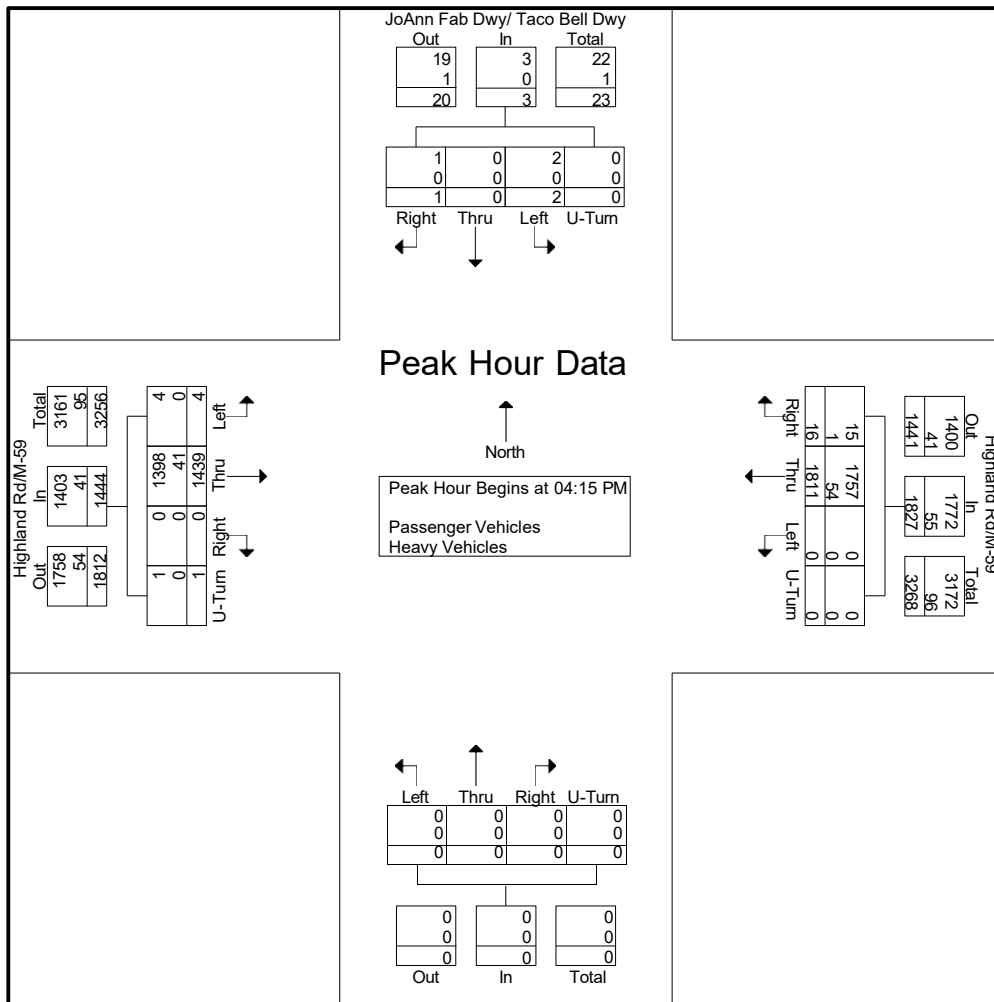 JoAnn Fab Dwy/ Taco Bell Dwy
Out In Total
19 3 22
1 0 1
20 3 23
1 0 2 0
0 0 0 0
1 0 2 0
Right Thru Left U-Turn
Peak Hour Data
North
Peak Hour Begins at 04:15 PM
Passenger Vehicles
Heavy Vehicles
Highland Rd/M-59
Out In Total
1758 1403 3161
54 41 95
1812 1444 3256
1 0 1398 4
0 0 41 0
1 0 1439 4
U-Turn Right Thru Left
Highland Rd/M-59
Out In Total
1400 1772 3172
41 55 96
1441 1827 3268
15 1757 0 0
1 54 0 0
16 1811 0 0
Right Thru Left U-Turn
Left Thru Right U-Turn
0 0 0 0
0 0 0 0
0 0 0 0
0 0 0
0 0 0
0 0 0
Out In Total